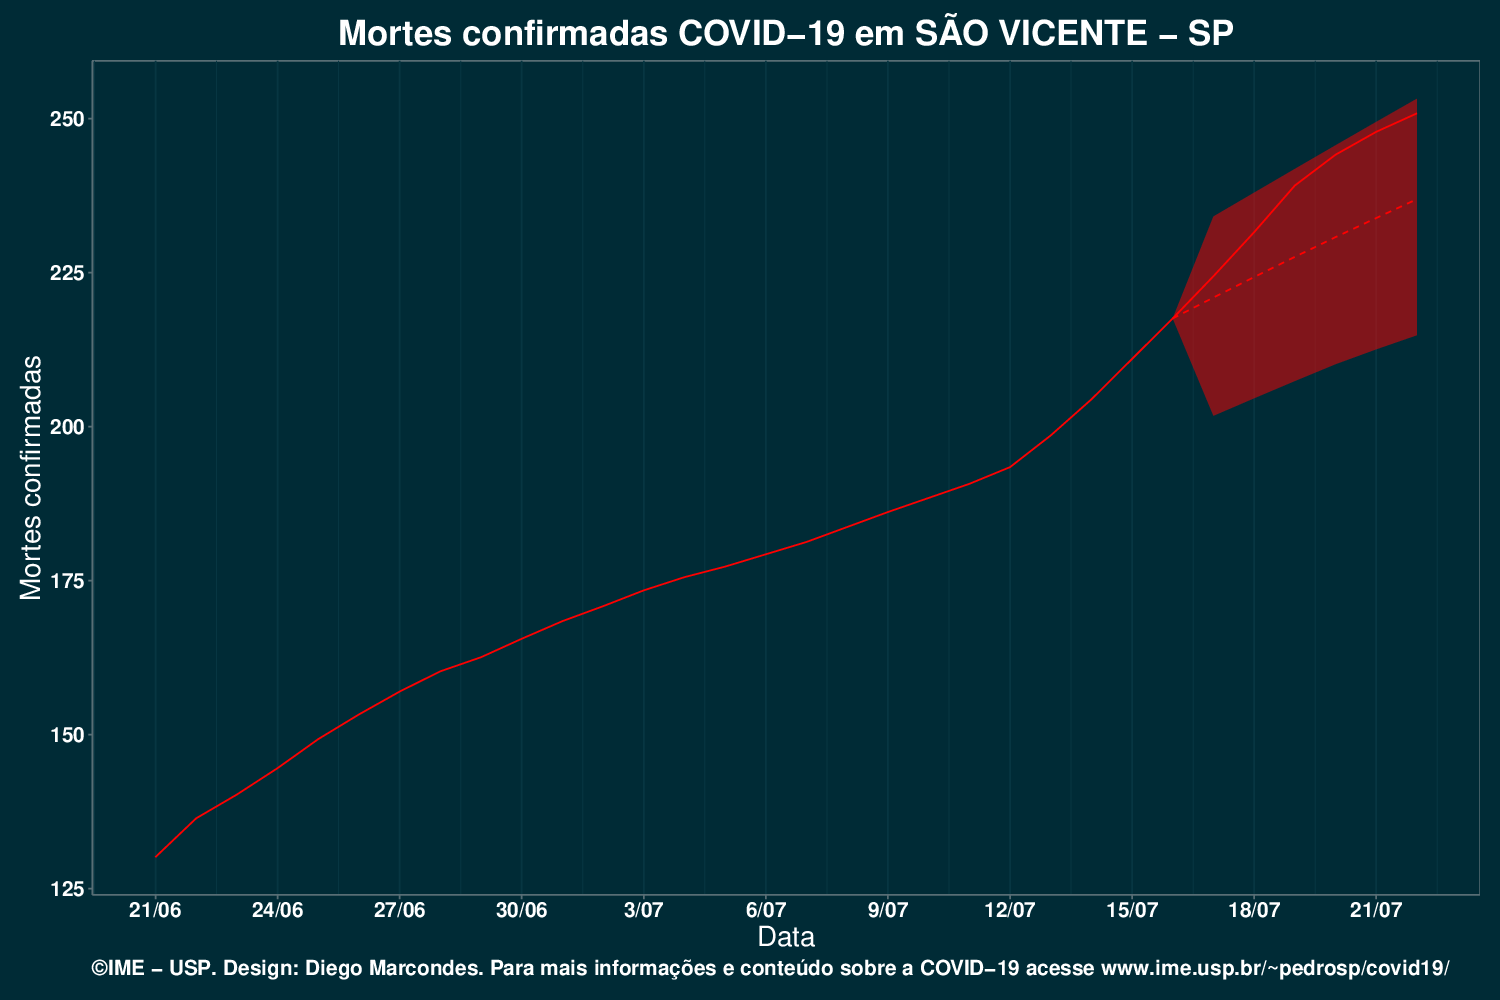 Mortes confirmadas COVID−19 em SÃO VICENTE − SP
Mortes confirmadas
250
225
200
175
150
125
21/06 24/06 27/06 30/06 3/07 6/07 9/07 12/07 15/07 18/07 21/07
Data
©IME − USP. Design: Diego Marcondes. Para mais informações e conteúdo sobre a COVID−19 acesse www.ime.usp.br/~pedrosp/covid19/